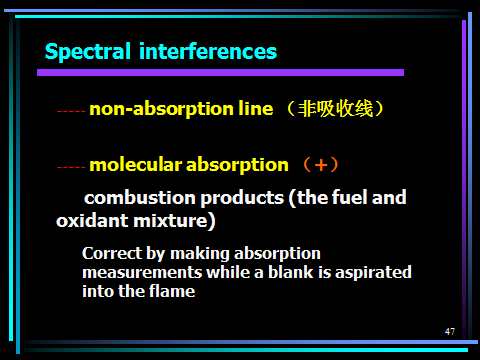 Spectral interferences
----- non-absorption line （非吸收线）
----- molecular absorption （+）
combustion products (the fuel and
oxidant mixture)
Correct by making absorption
measurements while a blank is aspirated
into the flame
47